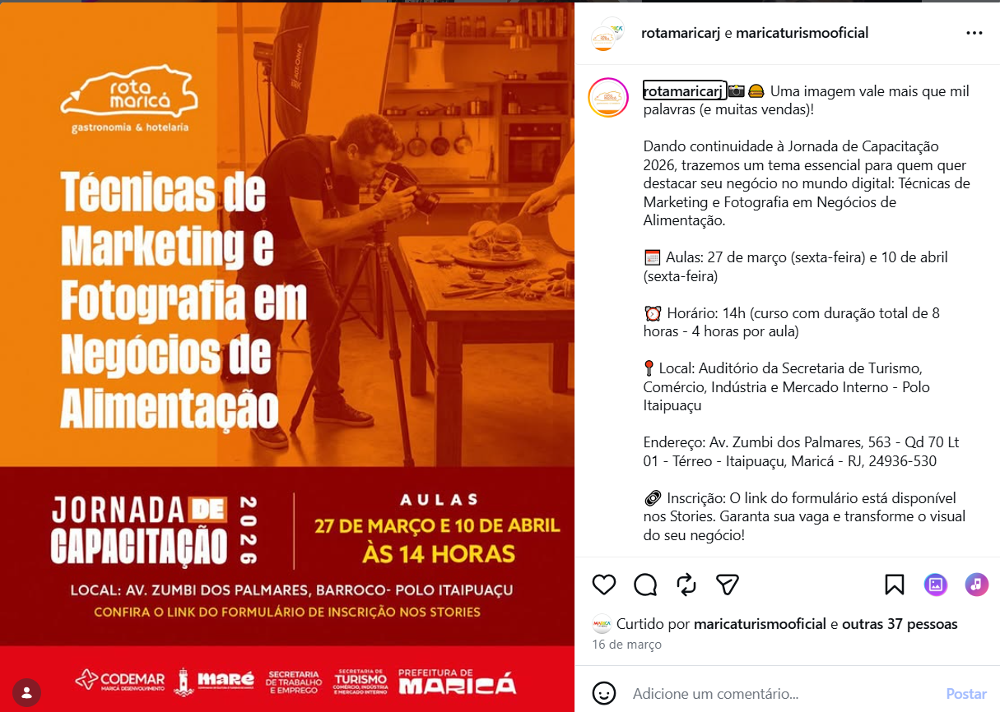 rota
maricá
gastronomia & hotelaria
Técnicas de
Marketing e
Fotografia em
Negócios de
Alimentação
JORNADA DE
CAPACITAÇÃO
2026
AULAS
27 DE MARÇO E 10 DE ABRIL
ÀS 14 HORAS
LOCAL: AV. ZUMBI DOS PALMARES, BARROCO- POLO ITAIPUAÇU
CONFIRA O LINK DO FORMULÁRIO DE INSCRIÇÃO NOS STORIES
CODEMAR
MARICÁ DESENVOLVIMENTO
maré
SECRETARIA
DE TRABALHO
E EMPREGO
SECRETARIA DE
TURISMO
COMÉRCIO, INDÚSTRIA
E MERCADO INTERNO
PREFEITURA DE
MARICÁ
rotamaricarj e maricaturismooficial
rotamaricarj 📷 🍔 Uma imagem vale mais que mil
palavras (e muitas vendas)!
Dando continuidade à Jornada de Capacitação
2026, trazemos um tema essencial para quem quer
destacar seu negócio no mundo digital: Técnicas de
Marketing e Fotografia em Negócios de
Alimentação.
📅 Aulas: 27 de março (sexta-feira) e 10 de abril
(sexta-feira)
⏰ Horário: 14h (curso com duração total de 8
horas - 4 horas por aula)
📍 Local: Auditório da Secretaria de Turismo,
Comércio, Indústria e Mercado Interno - Polo
Itaipuaçu
Endereço: Av. Zumbi dos Palmares, 563 - Qd 70 Lt
01 - Térreo - Itaipuaçu, Maricá - RJ, 24936-530
🔗 Inscrição: O link do formulário está disponível
nos Stories. Garanta sua vaga e transforme o visual
do seu negócio!
Curtido por maricaturismooficial e outras 37 pessoas
16 de março
Adicione um comentário...
Postar